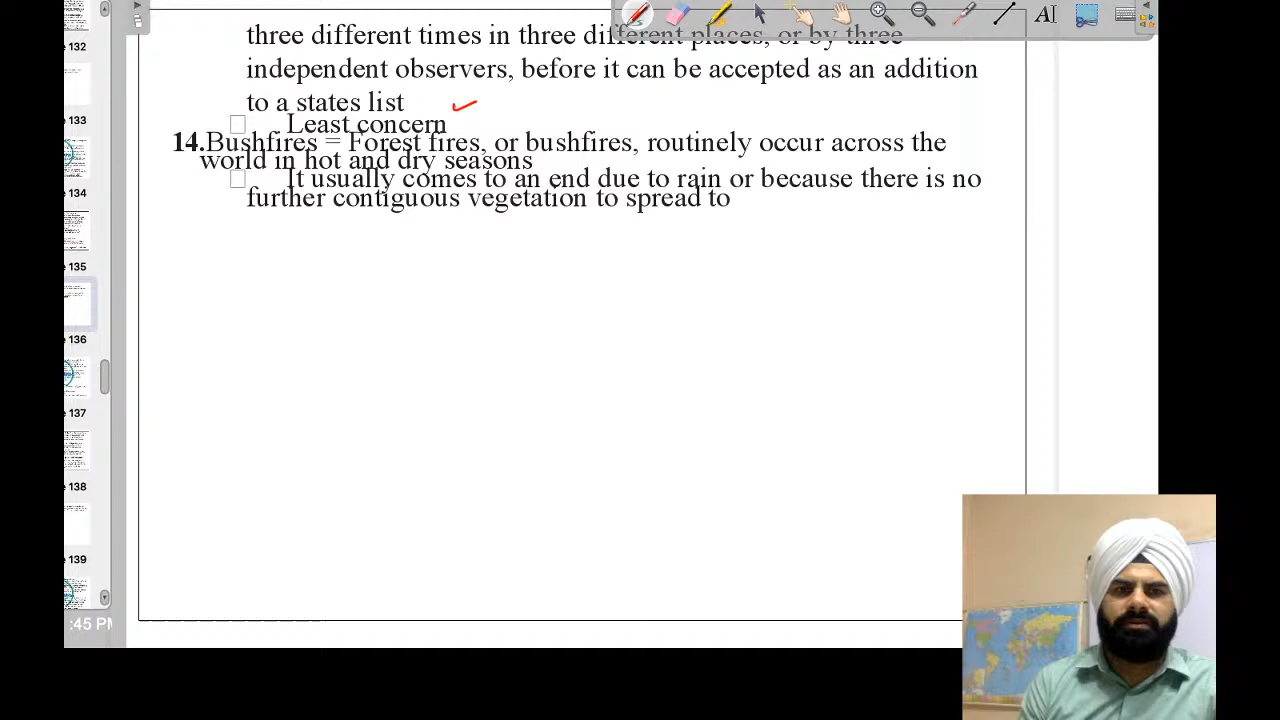 132
133
e 134
e 135
e 136
e 137
e 138
e 139
:45 PM
three different times in three different places, or by three
independent observers, before it can be accepted as an addition
to a states list
Least concern
14.Bushfires = Forest fires, or bushfires, routinely occur across the
world in hot and dry seasons
It usually comes to an end due to rain or because there is no
further contiguous vegetation to spread to
AI